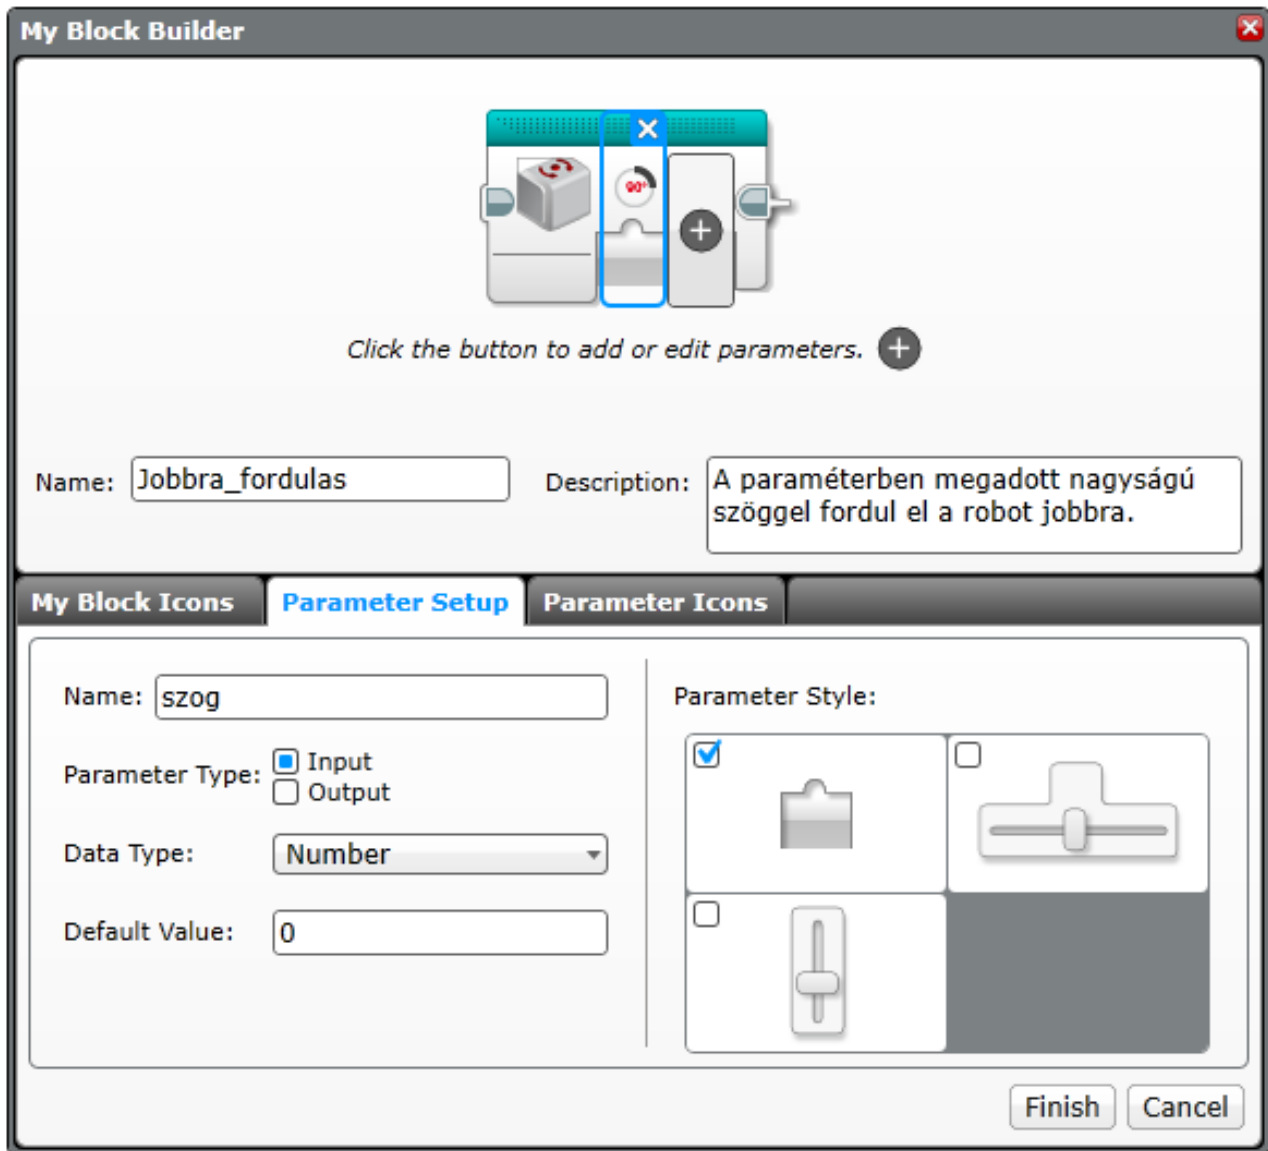 My Block Builder
90°
Click the button to add or edit parameters.
Name: Jobbra_fordulas
Description: A paraméterben megadott nagyságú
szöggel fordul el a robot jobbra.
My Block Icons
Parameter Setup
Parameter Icons
Name: szog
Parameter Type: Input
Output
Data Type: Number
Default Value: 0
Parameter Style:
Finish
Cancel